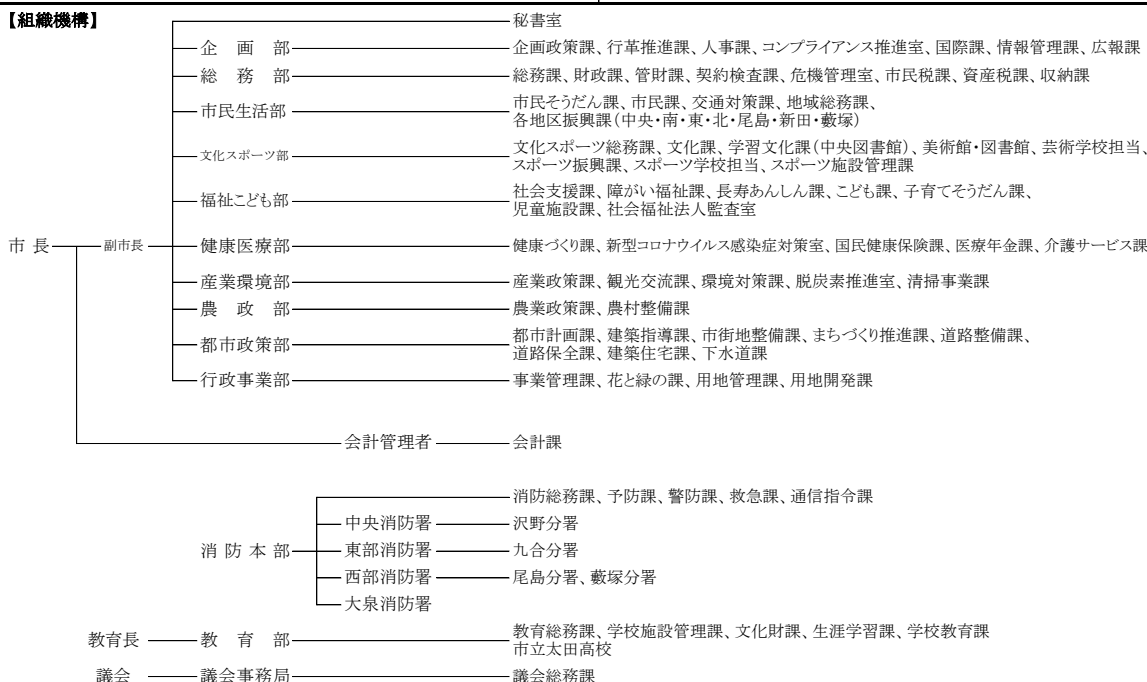 【組織機構】
秘書室
企　画　部 企画政策課、行革推進課、人事課、コンプライアンス推進室、国際課、情報管理課、広報課
総　務　部 総務課、財政課、管財課、契約検査課、危機管理室、市民税課、資産税課、収納課
市民生活部 市民そうだん課、市民課、交通対策課、地域総務課、
各地区振興課(中央・南・東・北・尾島・新田・藪塚)
文化スポーツ部 文化スポーツ総務課、文化課、学習文化課(中央図書館)、美術館・図書館、芸術学校担当、
スポーツ振興課、スポーツ学校担当、スポーツ施設管理課
福祉こども部 社会支援課、障がい福祉課、長寿あんしん課、こども課、子育てそうだん課、
児童施設課、社会福祉法人監査室
市 長 副市長 健康医療部 健康づくり課、新型コロナウイルス感染症対策室、国民健康保険課、医療年金課、介護サービス課
産業環境部 産業政策課、観光交流課、環境対策課、脱炭素推進室、清掃事業課
農　政　部 農業政策課、農村整備課
都市政策部 都市計画課、建築指導課、市街地整備課、まちづくり推進課、道路整備課、
道路保全課、建築住宅課、下水道課
行政事業部 事業管理課、花と緑の課、用地管理課、用地開発課
会計管理者 会計課
消防総務課、予防課、警防課、救急課、通信指令課
中央消防署 沢野分署
消 防 本 部 東部消防署 九合分署
西部消防署 尾島分署、藪塚分署
大泉消防署
教育長 教　育　部 教育総務課、学校施設管理課、文化財課、生涯学習課、学校教育課
市立太田高校
議会 議会事務局 議会総務課